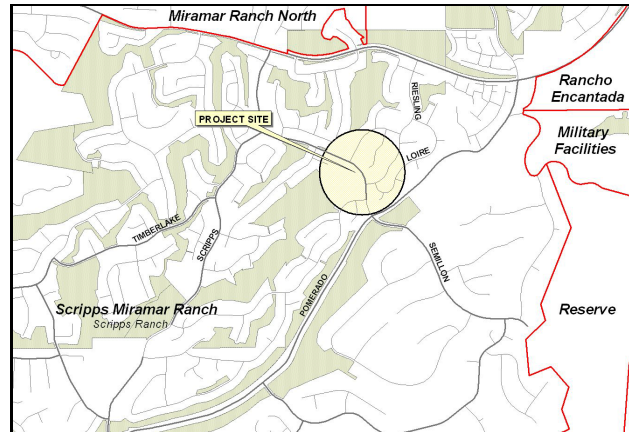 Miramar Ranch North
Rancho
Encantada
RIESLING
PROJECT SITE
Military
Facilities
LOIRE
TIMBERLAKE
SCRIPPS
SEMILLON
POMERADO
Scripps Miramar Ranch
Scripps Ranch
Reserve